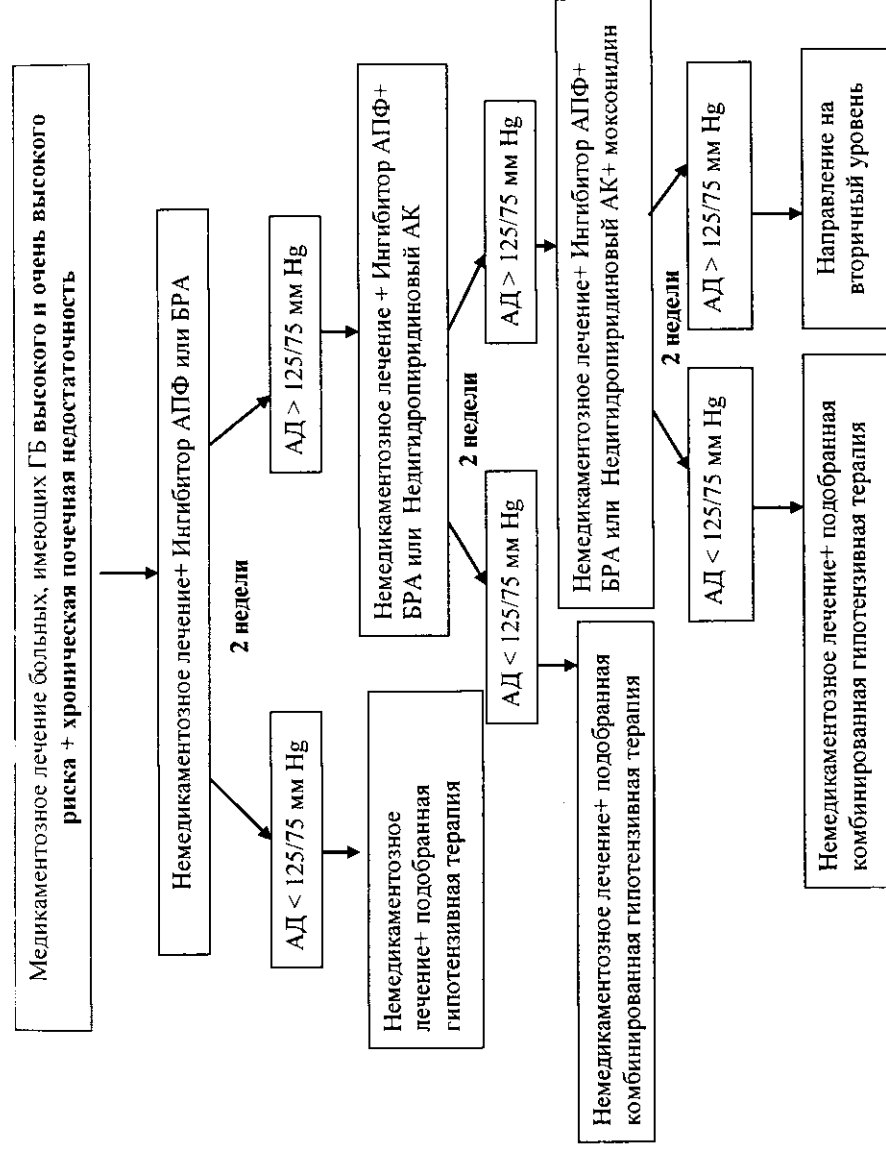 Медикаментозное лечение больных, имеющих ГБ высокого и очень высокого
риска + хроническая почечная недостаточность
Немедикаментозное лечение+ Ингибитор АПФ или БРА
2 недели
АД < 125/75 мм Hg
АД > 125/75 мм Hg
Немедикаментозное
лечение+ подобранная
гипотензивная терапия
Немедикаментозное лечение + Ингибитор АПФ+
БРА или Недигидропиридиновый АК
2 недели
АД < 125/75 мм Hg
АД > 125/75 мм Hg
Немедикаментозное лечение+ подобранная
комбинированная гипотензивная терапия
Немедикаментозное лечение+ Ингибитор АПФ+
БРА или Недигидропиридиновый АК+ моксонидин
2 недели
АД < 125/75 мм Hg
АД > 125/75 мм Hg
Немедикаментозное лечение+ подобранная
комбинированная гипотензивная терапия
Направление на
вторичный уровень